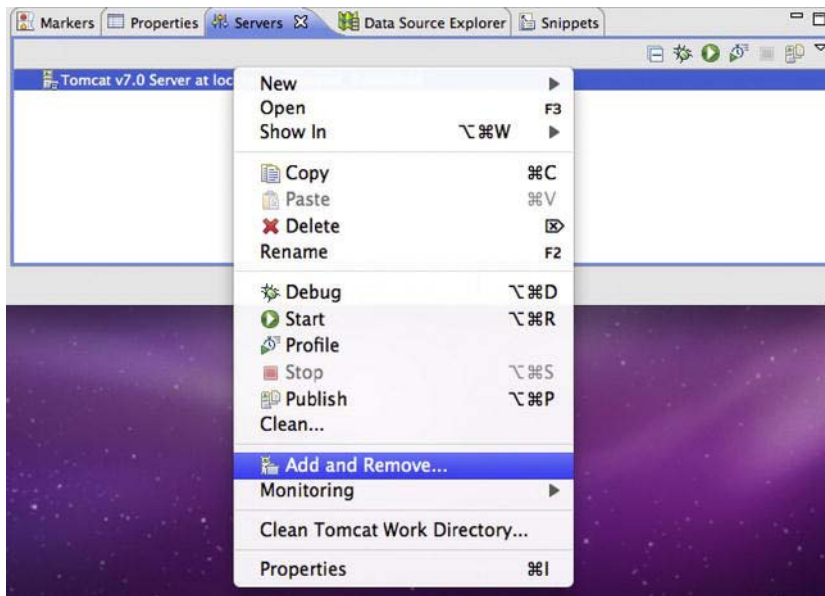 Markers Properties Servers Data Source Explorer Snippets
Tomcat v7.0 Server at loc
New
Open F3
Show In ⌥⌘W
Copy ⌘C
Paste ⌘V
Delete ⌦
Rename F2
Debug ⌥⌘D
Start ⌥⌘R
Profile
Stop ⌥⌘S
Publish ⌥⌘P
Clean...
Add and Remove...
Monitoring
Clean Tomcat Work Directory...
Properties ⌘I